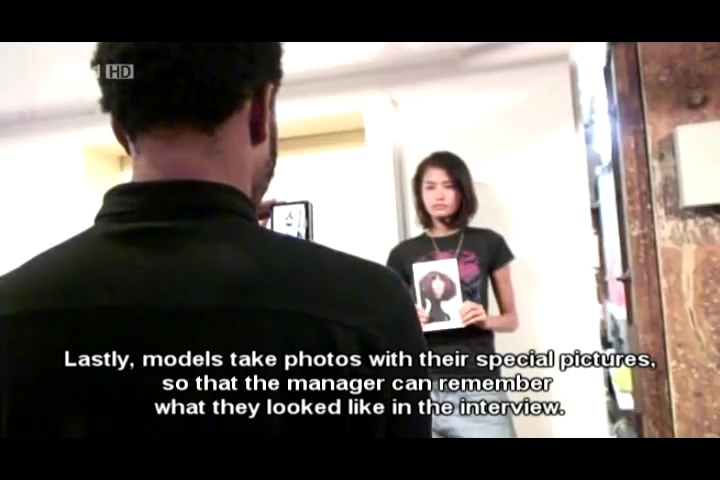 1 HD
Lastly, models take photos with their special pictures,
so that the manager can remember
what they looked like in the interview.